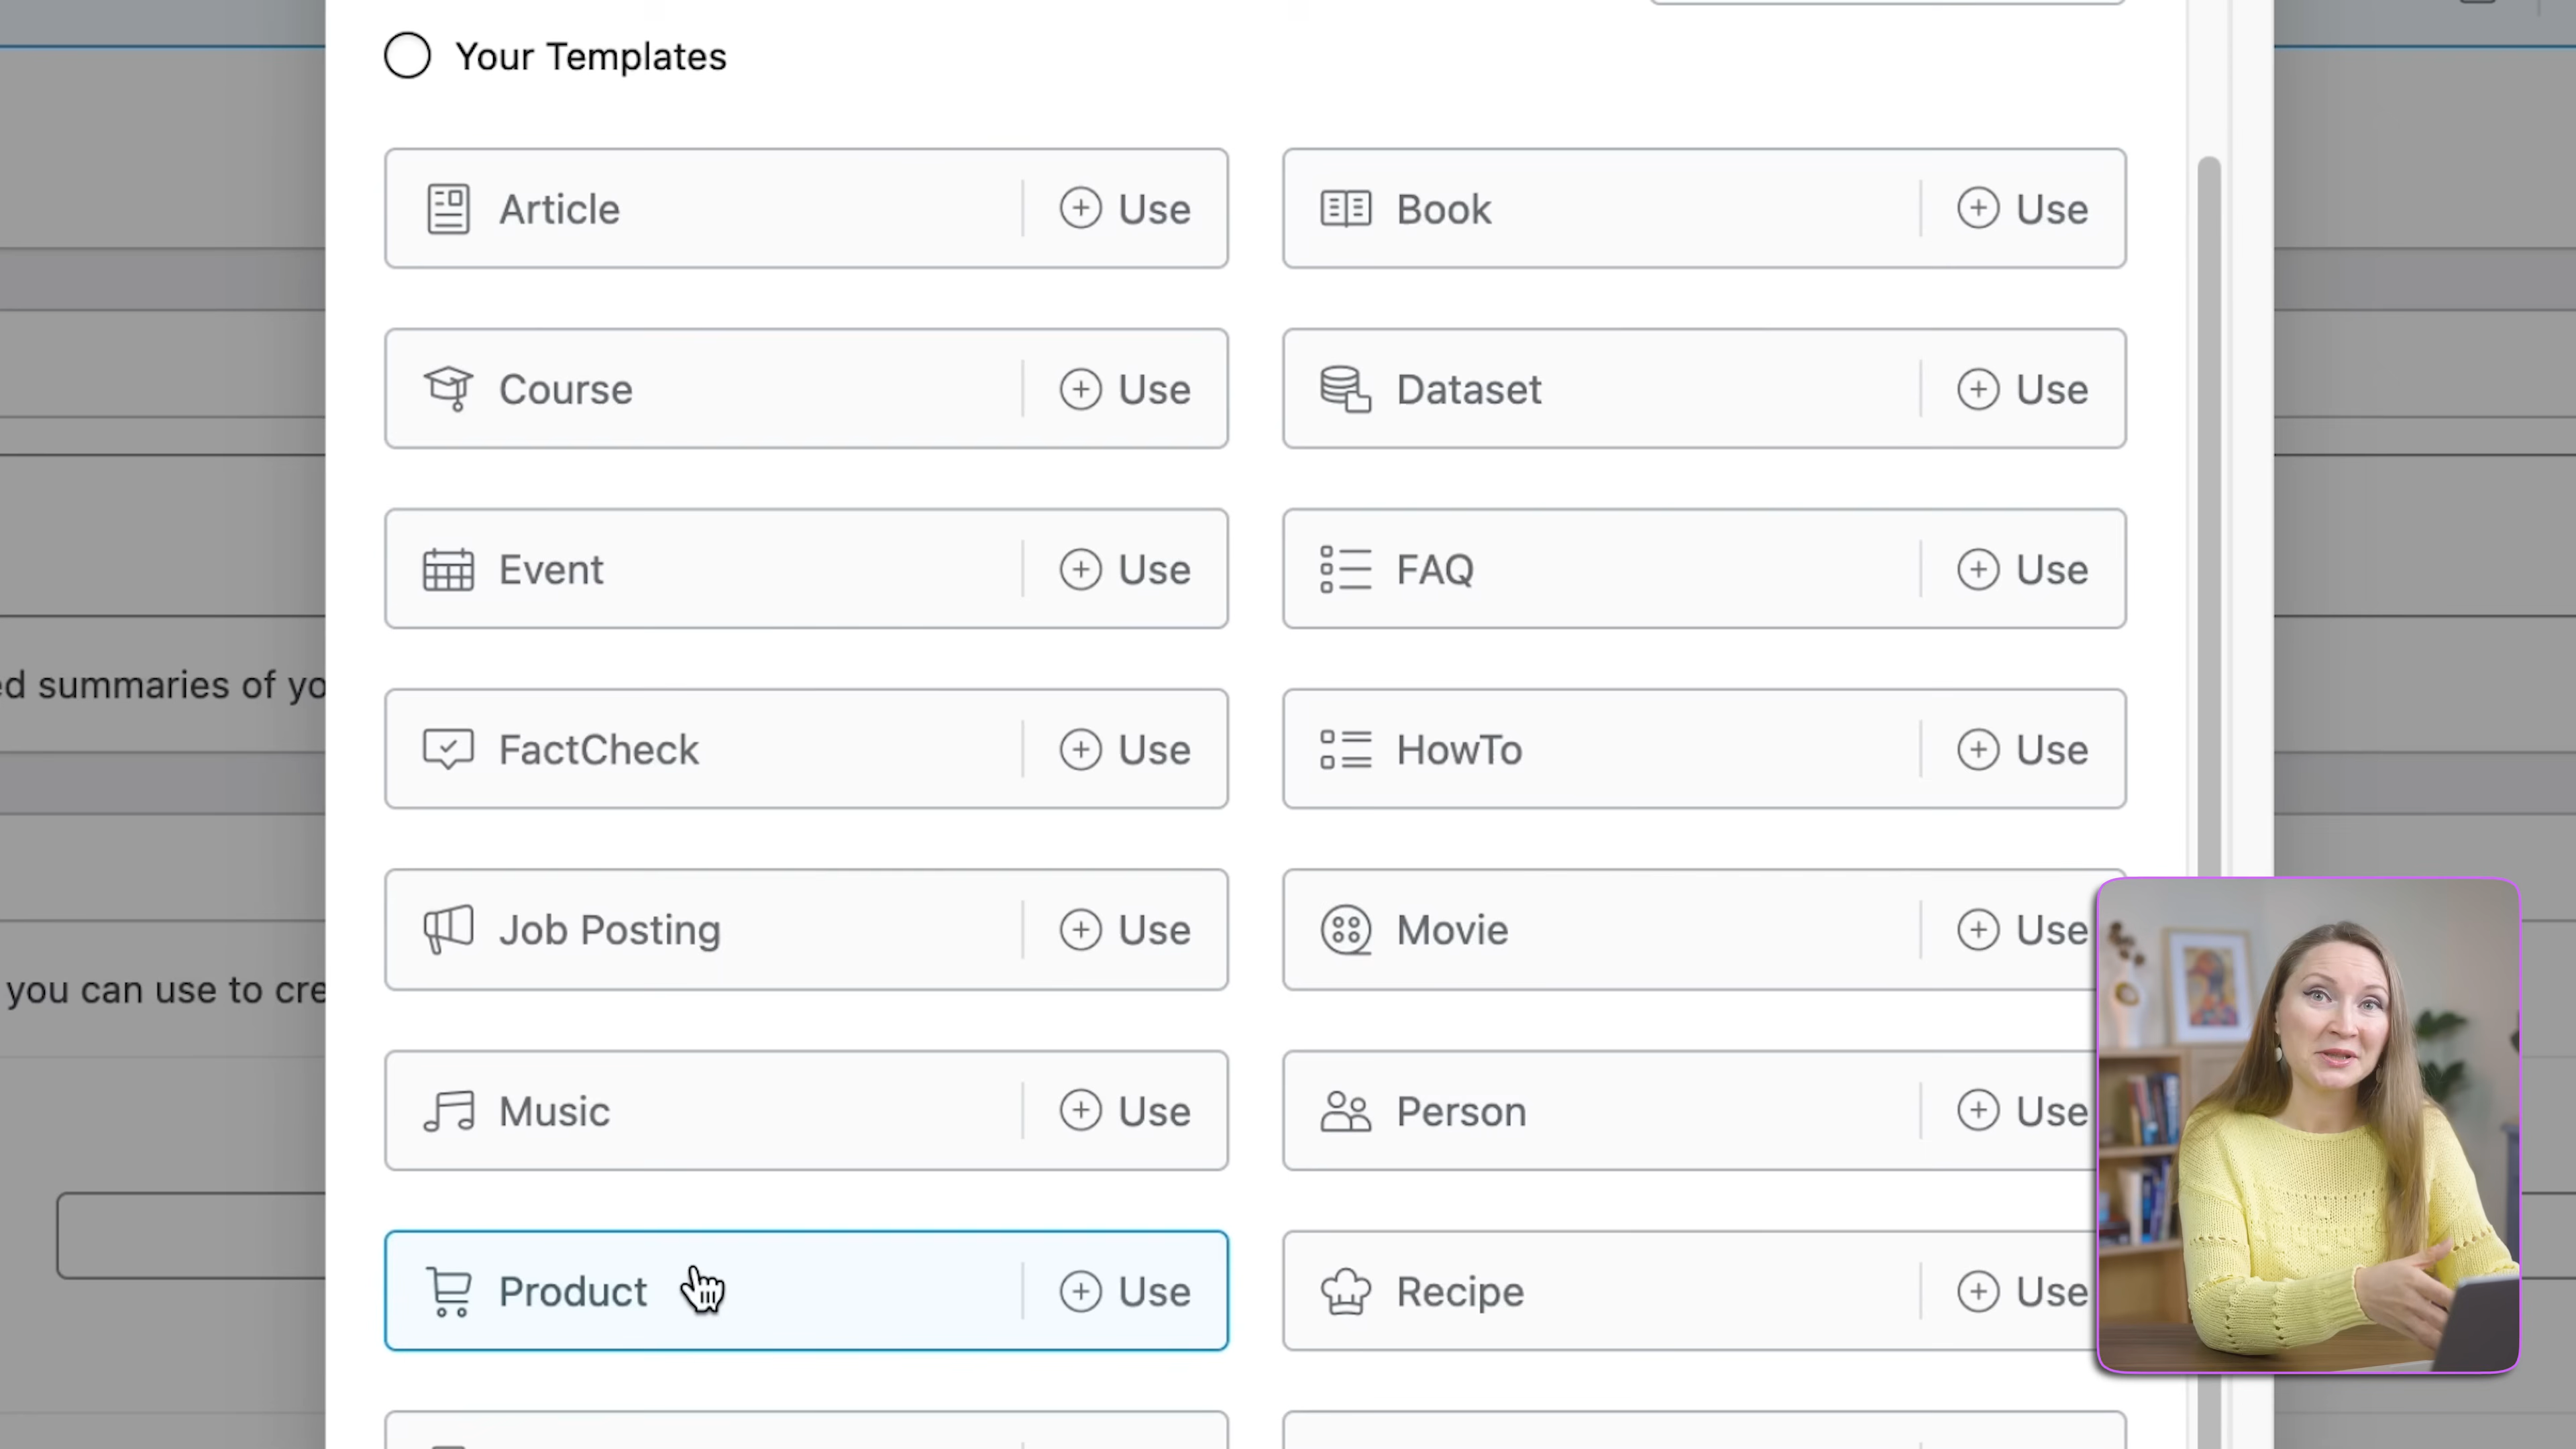 Your Templates
Article Use
Book Use
Course Use
Dataset Use
Event Use
FAQ Use
ed summaries of yo
FactCheck Use
HowTo Use
Job Posting Use
Movie Use
you can use to cre
Music Use
Person Use
Product Use
Recipe Use